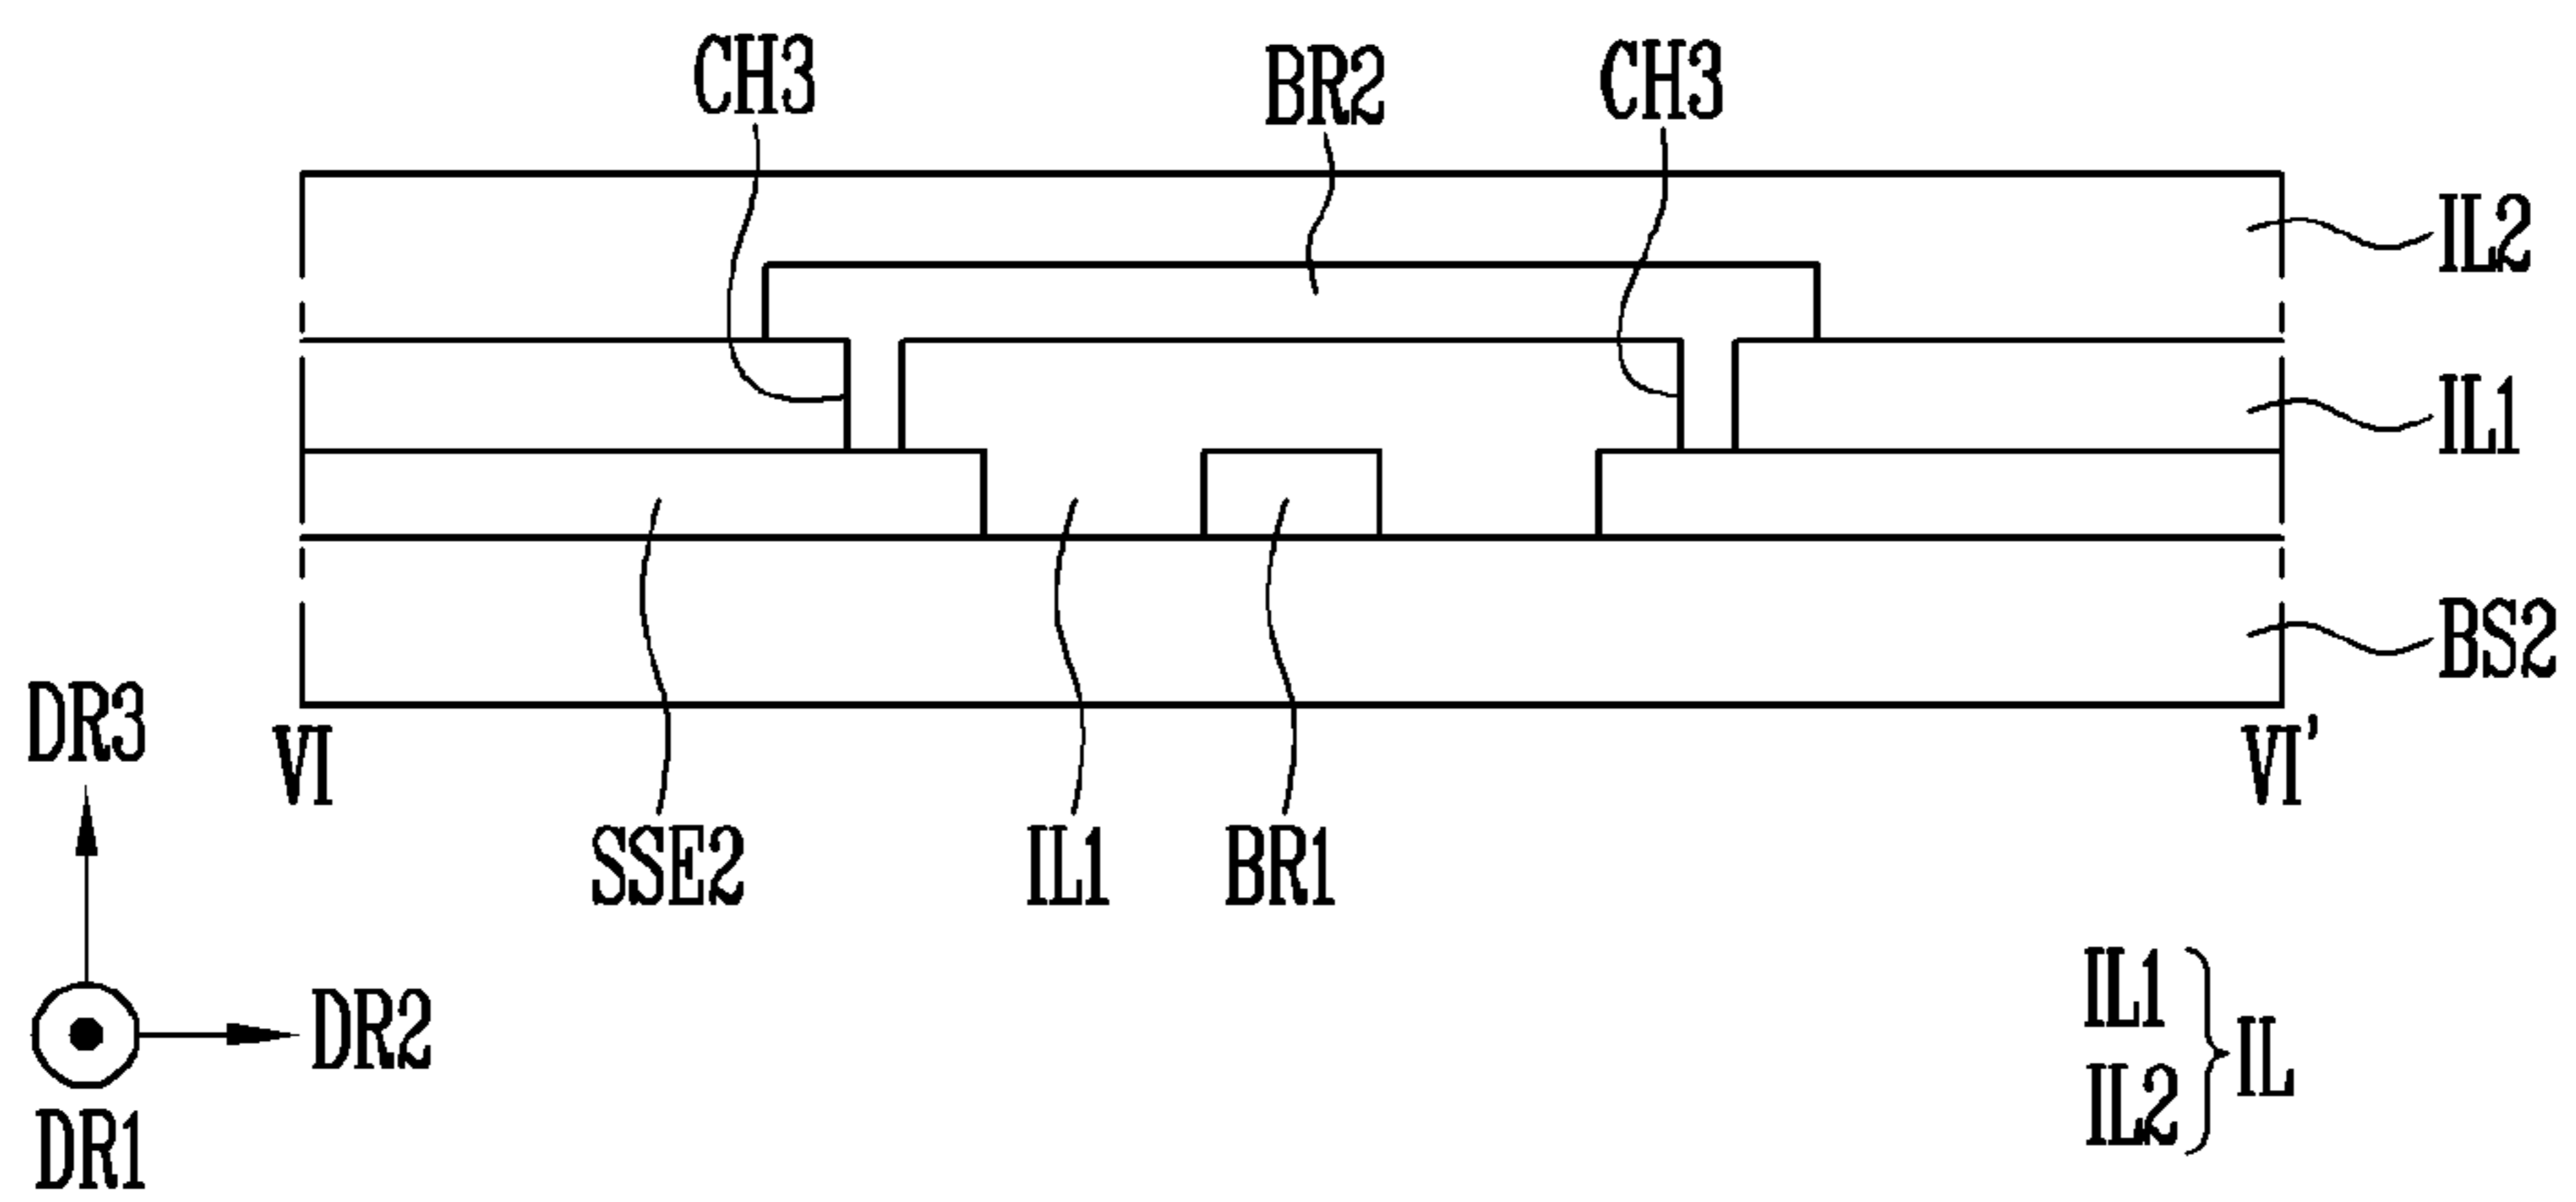 CH3 BR2 CH3
IL2
IL1
BS2
VI VI'
SSE2 IL1 BR1
DR3
DR2
DR1
IL1
IL2
IL